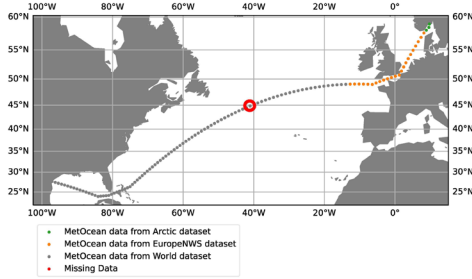 100°W 80°W 60°W 40°W 20°W 0°
60°N 60°N
55°N 55°N
50°N 50°N
45°N 45°N
40°N 40°N
35°N 35°N
30°N 30°N
25°N 25°N
100°W 80°W 60°W 40°W 20°W 0°
MetOcean data from Arctic dataset
MetOcean data from EuropeNWS dataset
MetOcean data from World dataset
Missing Data